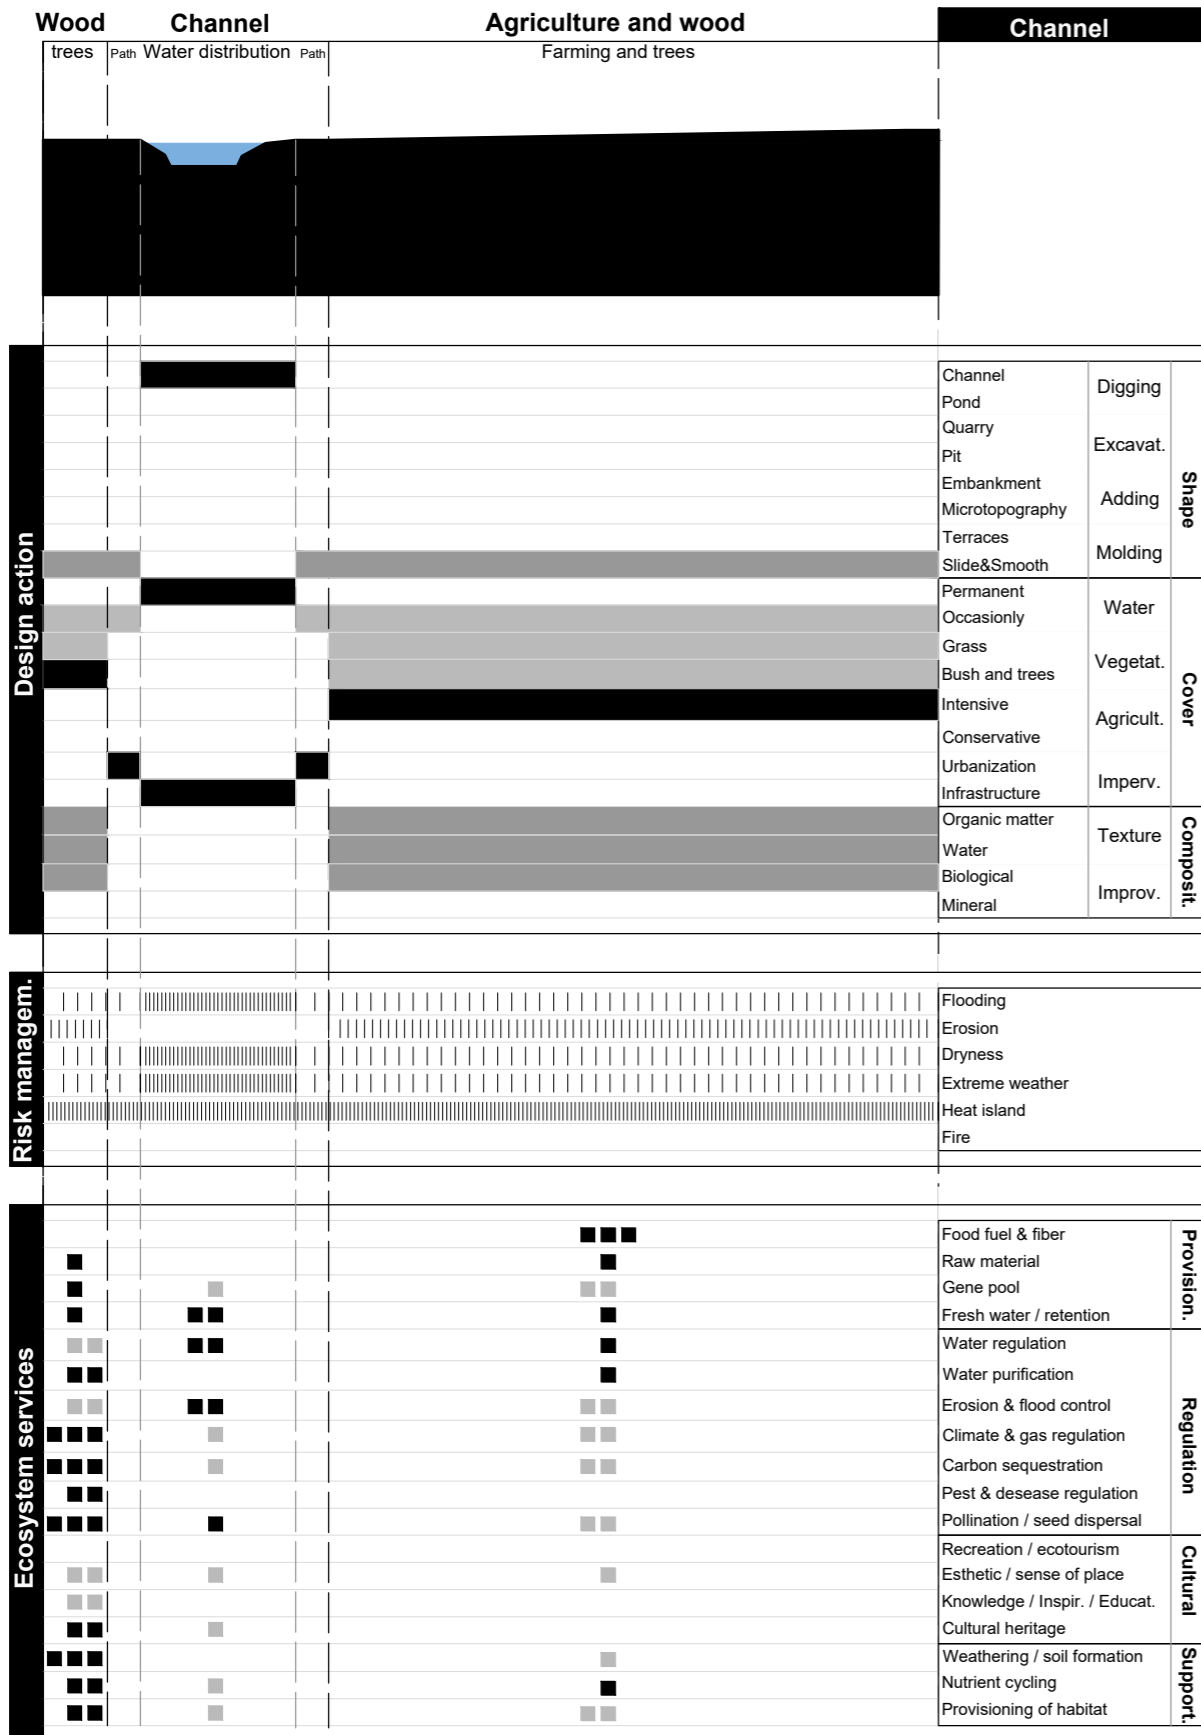 Wood Channel Agriculture and wood Channel
trees Path Water distribution Path Farming and trees
Design action
Channel
Digging
Pond
Quarry
Excavat.
Pit
Embankment
Adding
Microtopography
Terraces
Molding
Slide&Smooth
Shape
Permanent
Water
Occasionly
Grass
Vegetat.
Bush and trees
Intensive
Agricult.
Conservative
Urbanization
Imperv.
Infrastructure
Cover
Organic matter
Texture
Water
Biological
Improv.
Mineral
Composit.
Risk managem.
Flooding
Erosion
Dryness
Extreme weather
Heat island
Fire
Ecosystem services
Food fuel & fiber
Raw material
Gene pool
Fresh water / retention
Provision.
Water regulation
Water purification
Erosion & flood control
Climate & gas regulation
Carbon sequestration
Pest & desease regulation
Pollination / seed dispersal
Regulation
Recreation / ecotourism
Esthetic / sense of place
Knowledge / Inspir. / Educat.
Cultural heritage
Cultural
Weathering / soil formation
Nutrient cycling
Provisioning of habitat
Support.